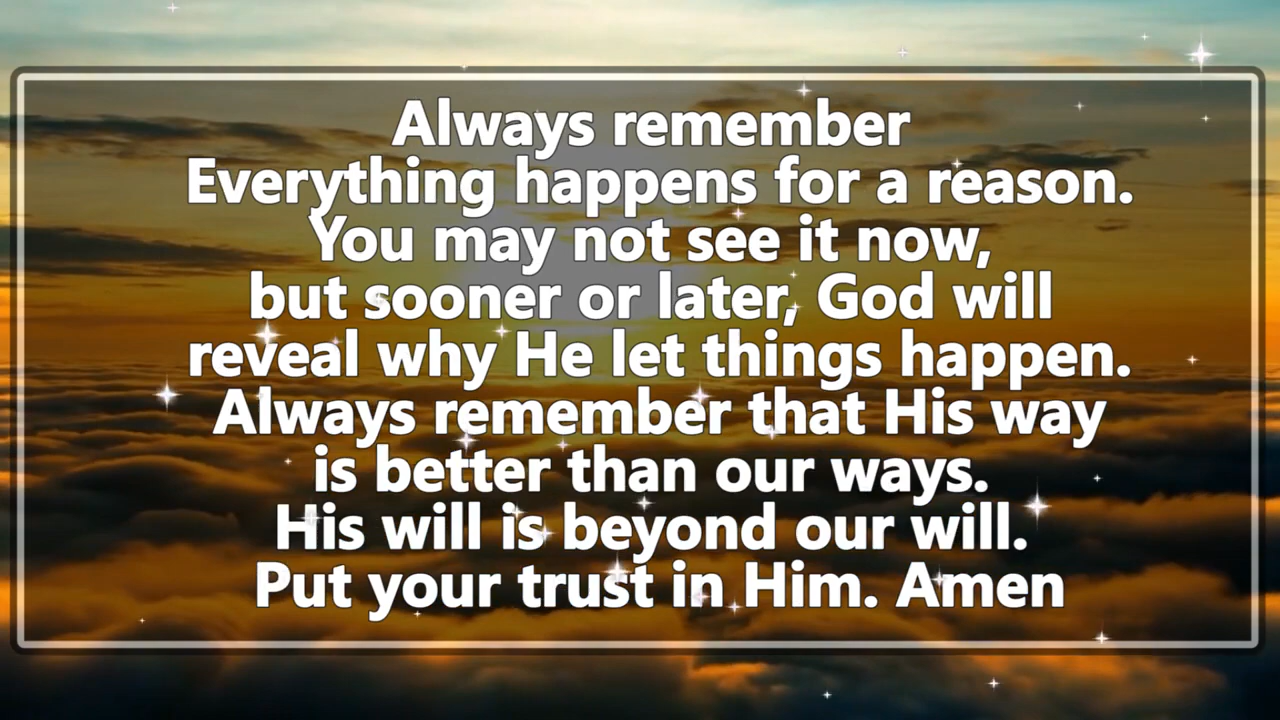 Always remember
Everything happens for a reason.
You may not see it now,
but sooner or later, God will
reveal why He let things happen.
Always remember that His way
is better than our ways.
His will is beyond our will.
Put your trust in Him. Amen